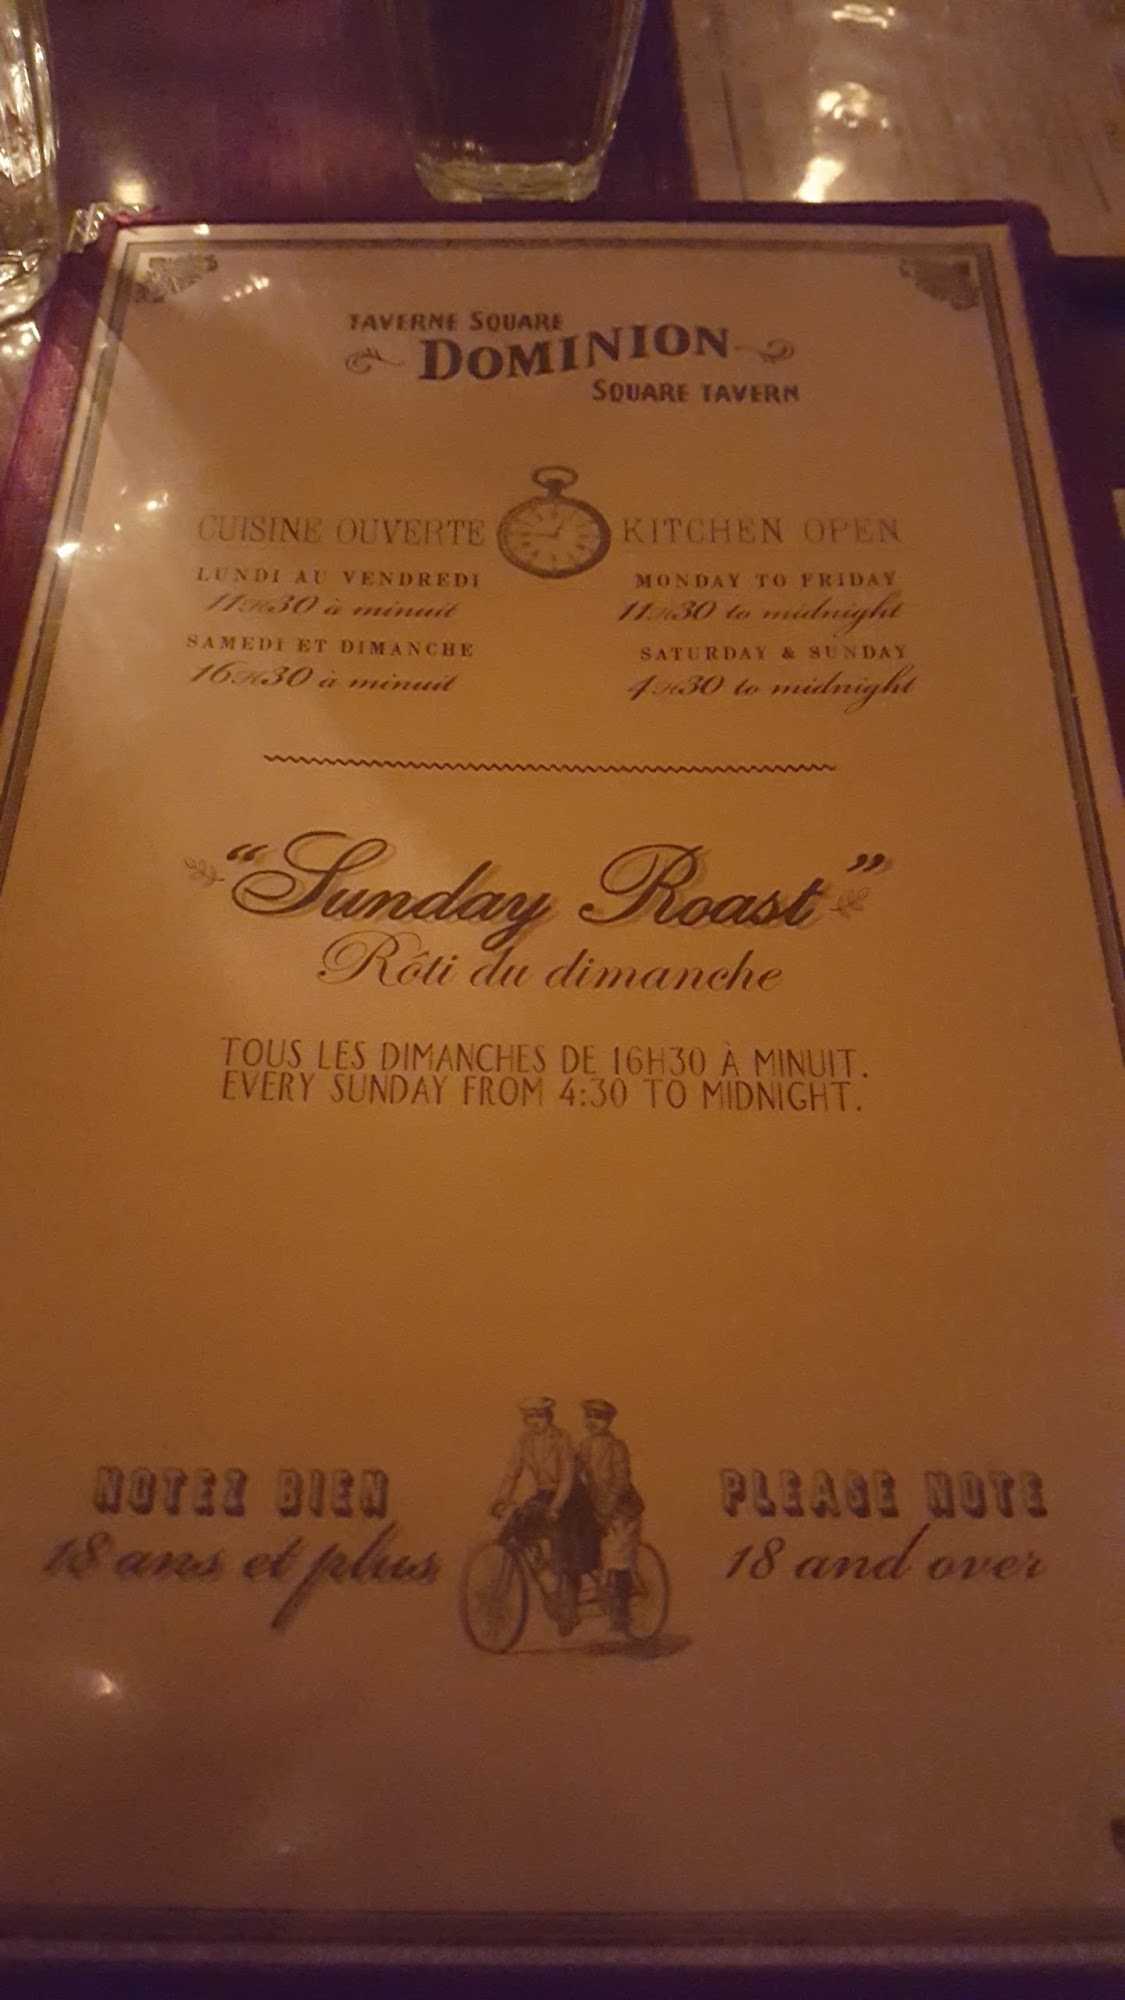 TAVERNE SQUARE
DOMINION
SQUARE TAVERN
CUISINE OUVERTE
LUNDI AU VENDREDI
11H30 à minuit
SAMEDI ET DIMANCHE
16H30 à minuit
KITCHEN OPEN
MONDAY TO FRIDAY
11H30 to midnight
SATURDAY & SUNDAY
4H30 to midnight
“Sunday Roast”
Rôti du dimanche
TOUS LES DIMANCHES DE 16H30 À MINUIT.
EVERY SUNDAY FROM 4:30 TO MIDNIGHT.
NOTEZ BIEN
18 ans et plus
PLEASE NOTE
18 and over